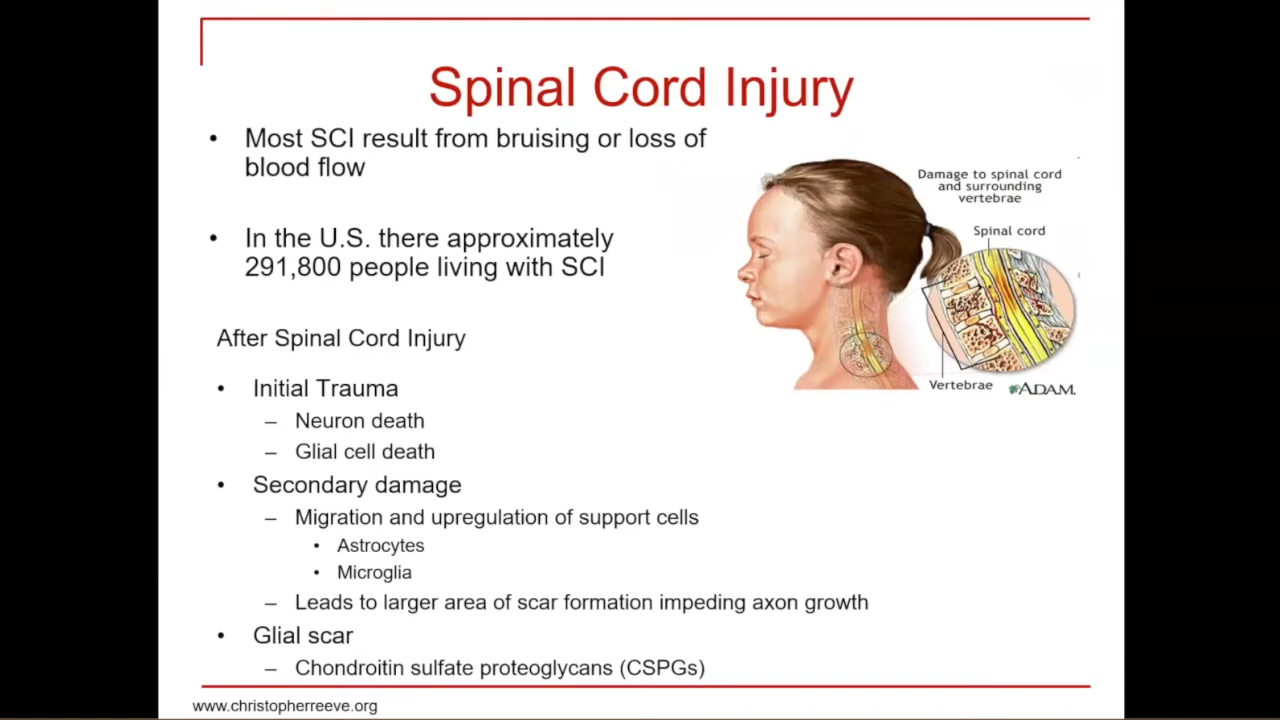 Spinal Cord Injury
• Most SCI result from bruising or loss of
blood flow
• In the U.S. there approximately
291,800 people living with SCI
After Spinal Cord Injury
• Initial Trauma
– Neuron death
– Glial cell death
• Secondary damage
– Migration and upregulation of support cells
• Astrocytes
• Microglia
– Leads to larger area of scar formation impeding axon growth
• Glial scar
– Chondroitin sulfate proteoglycans (CSPGs)
Damage to spinal cord
and surrounding
vertebrae
Spinal cord
Vertebrae
ADAM.
www.christopherreeve.org